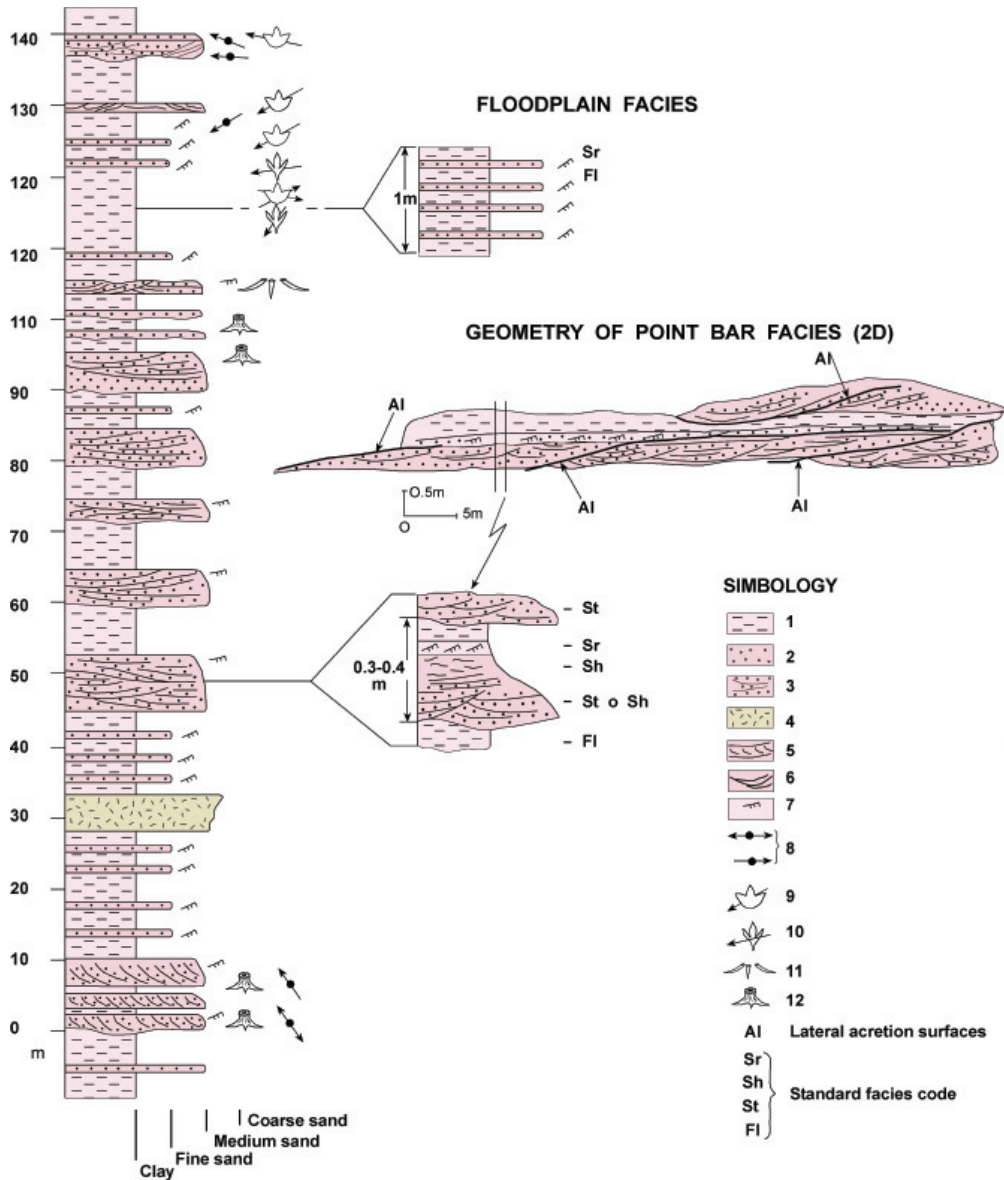 140
130
120
120
110
90
80
70
60
50
40
30
20
10
0
m
Clay
Fine sand
Medium sand
Coarse sand
FLOODPLAIN FACIES
1m
Sr
Fl
GEOMETRY OF POINT BAR FACIES (2D)
Al
Al
Al
Al
O.5m
O
5m
0.3-0.4
m
St
Sr
Sh
St o Sh
Fl
SIMBOLOGY
1
2
3
4
5
6
7
8
9
10
11
12
Al Lateral acretion surfaces
Sr
Sh
St
Fl
Standard facies code